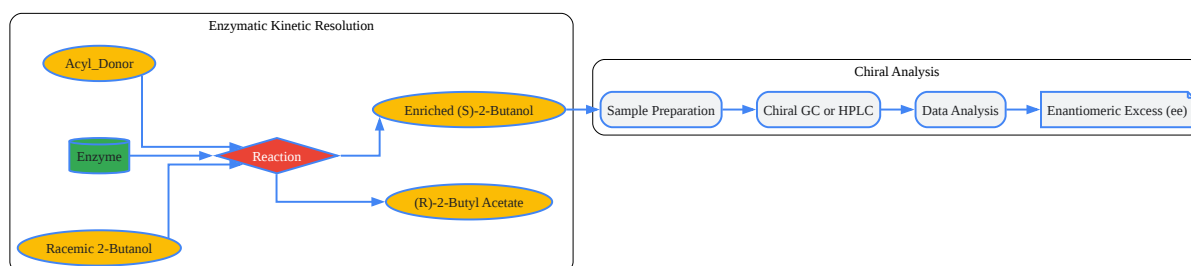 Enzymatic Kinetic Resolution
Acyl_Donor
Enzyme
Racemic 2-Butanol
Reaction
Enriched (S)-2-Butanol
(R)-2-Butyl Acetate
Chiral Analysis
Sample Preparation
Chiral GC or HPLC
Data Analysis
Enantiomeric Excess (ee)